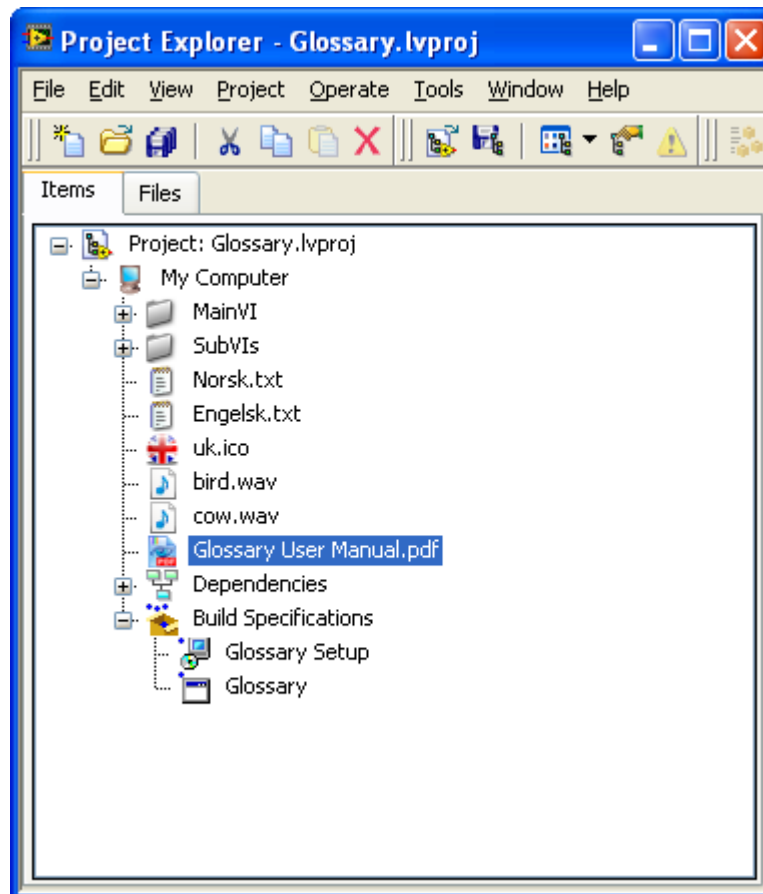 Project Explorer - Glossary.lvproj
File Edit View Project Operate Tools Window Help
Items Files
Project: Glossary.lvproj
My Computer
MainVI
SubVIs
Norsk.txt
Engelsk.txt
uk.ico
bird.wav
cow.wav
Glossary User Manual.pdf
Dependencies
Build Specifications
Glossary Setup
Glossary